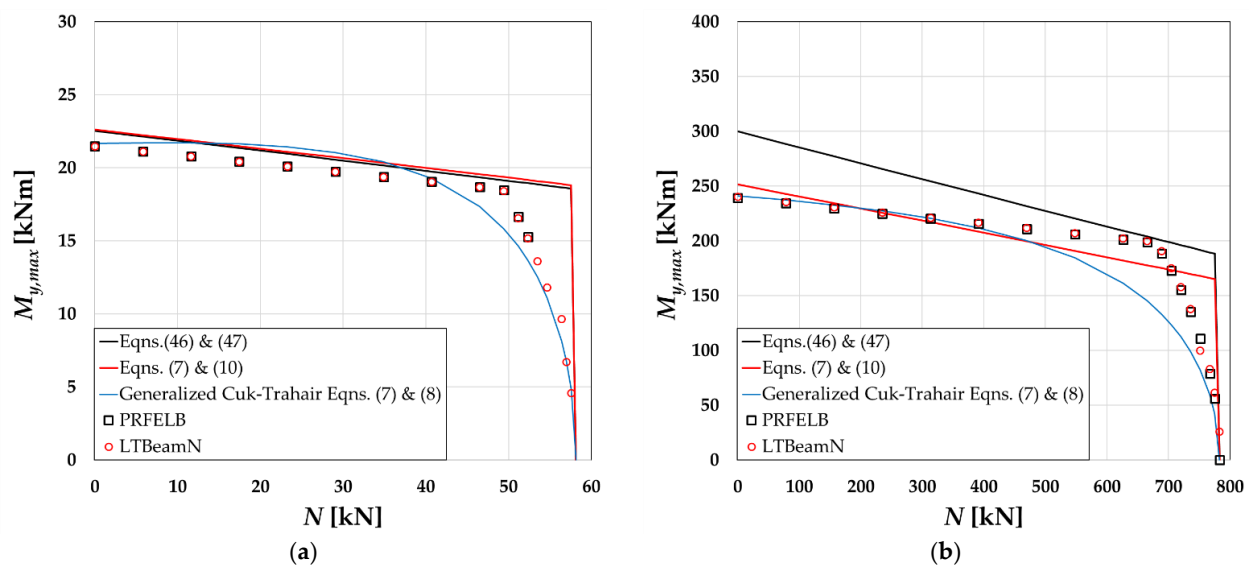 30
25
20
15
10
5
0
M_y,max [kNm]
Eqns.(46) & (47)
Eqns. (7) & (10)
Generalized Cuk-Trahair Eqns. (7) & (8)
PRFELB
LTBeamN
0 10 20 30 40 50 60
N [kN]
(a)
400
350
300
250
200
150
100
50
0
M_y,max [kNm]
Eqns.(46) & (47)
Eqns. (7) & (10)
Generalized Cuk-Trahair Eqns. (7) & (8)
PRFELB
LTBeamN
0 100 200 300 400 500 600 700 800
N [kN]
(b)